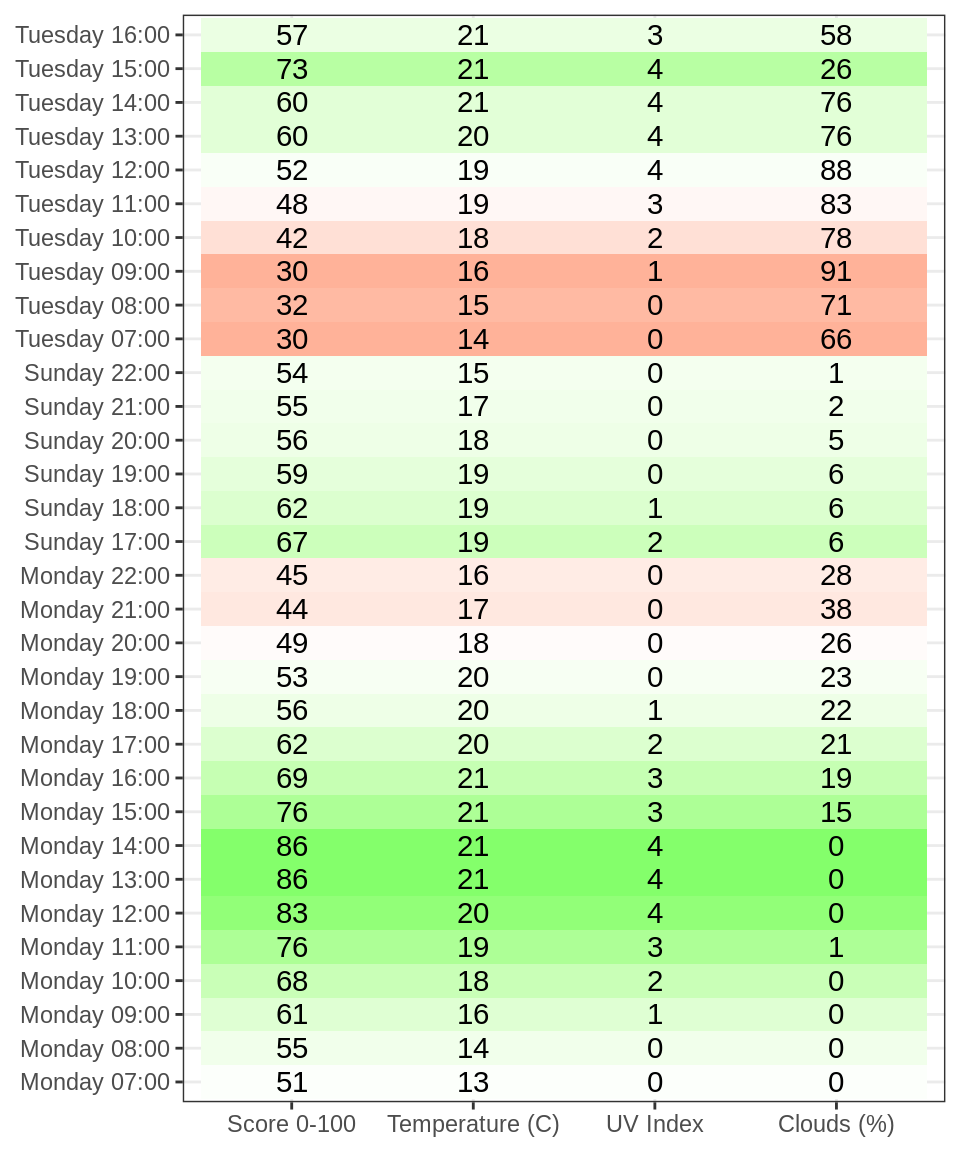 Tuesday 16:00 57 21 3 58
Tuesday 15:00 73 21 4 26
Tuesday 14:00 60 21 4 76
Tuesday 13:00 60 20 4 76
Tuesday 12:00 52 19 4 88
Tuesday 11:00 48 19 3 83
Tuesday 10:00 42 18 2 78
Tuesday 09:00 30 16 1 91
Tuesday 08:00 32 15 0 71
Tuesday 07:00 30 14 0 66
Sunday 22:00 54 15 0 1
Sunday 21:00 55 17 0 2
Sunday 20:00 56 18 0 5
Sunday 19:00 59 19 0 6
Sunday 18:00 62 19 1 6
Sunday 17:00 67 19 2 6
Monday 22:00 45 16 0 28
Monday 21:00 44 17 0 38
Monday 20:00 49 18 0 26
Monday 19:00 53 20 0 23
Monday 18:00 56 20 1 22
Monday 17:00 62 20 2 21
Monday 16:00 69 21 3 19
Monday 15:00 76 21 3 15
Monday 14:00 86 21 4 0
Monday 13:00 86 21 4 0
Monday 12:00 83 20 4 0
Monday 11:00 76 19 3 1
Monday 10:00 68 18 2 0
Monday 09:00 61 16 1 0
Monday 08:00 55 14 0 0
Monday 07:00 51 13 0 0
Score 0-100 Temperature (C) UV Index Clouds (%)